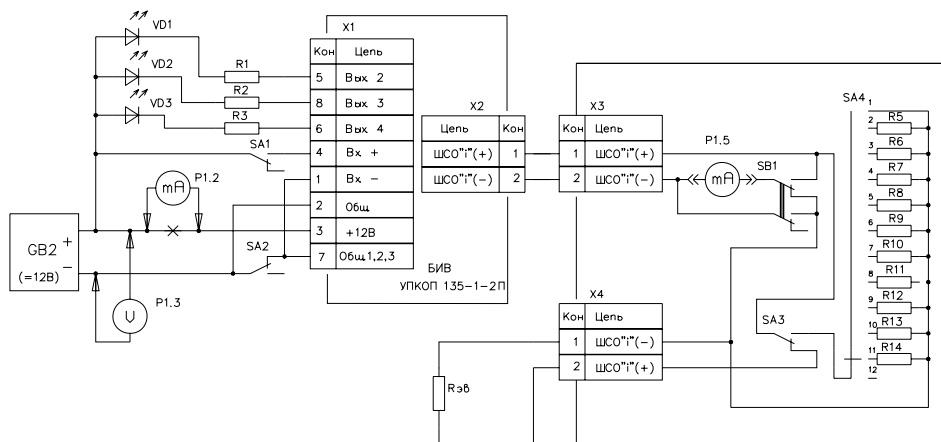 VD1
VD2
VD3
R1
R2
R3
SA1
P1.2
mA
GB2
(=12В)
+
−
P1.3
V
SA2
X1
Кон Цепь
5 Вых 2
8 Вых 3
6 Вых 4
4 Вх +
1 Вх −
2 Общ
3 +12В
7 Общ1,2,3
БИВ
УПКОП 135-1-2П
X2
Цепь Кон
ШСО"i"(+) 1
ШСО"i"(−) 2
X3
Кон Цепь
1 ШСО"i"(+)
2 ШСО"i"(−)
P1.5
mA
SB1
X4
Кон Цепь
1 ШСО"i"(−)
2 ШСО"i"(+)
Rэв
SA3
SA4
1
2 R5
3 R6
4 R7
5 R8
6 R9
7 R10
8 R11
9 R12
10 R13
11 R14
12